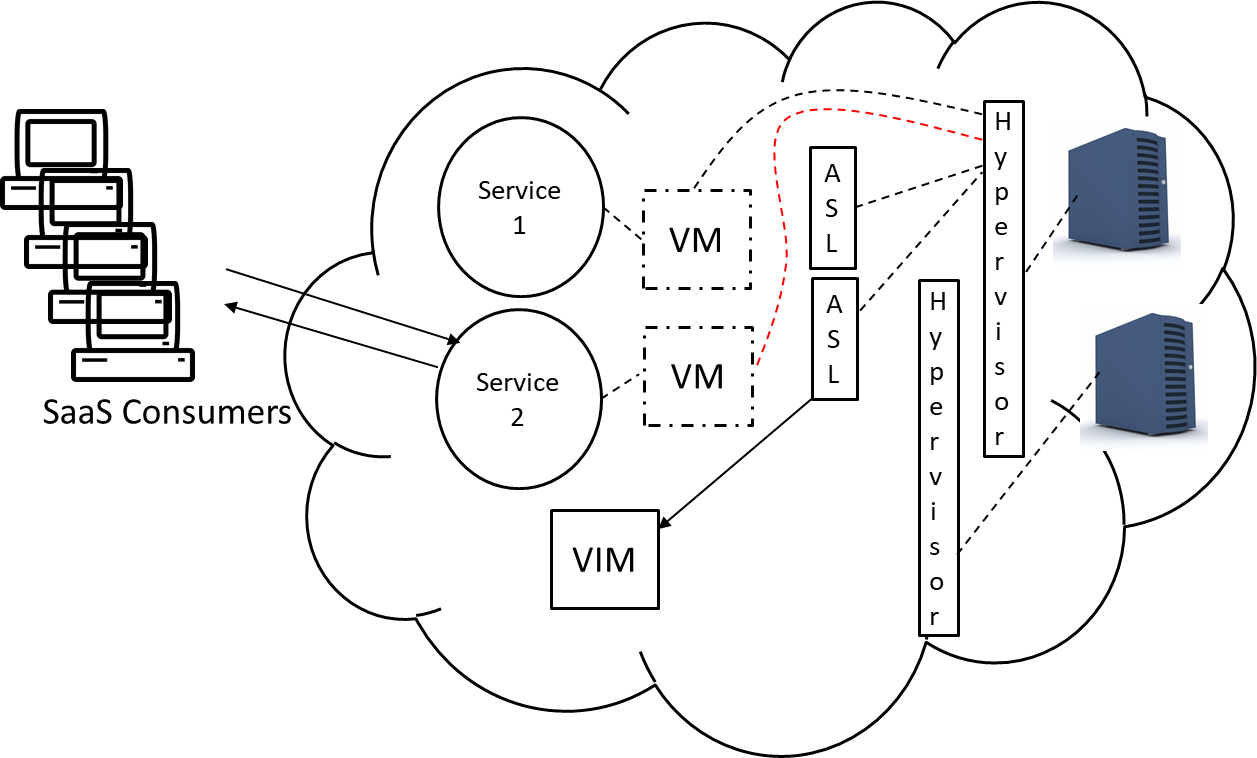 SaaS Consumers
Service
1
VM
Service
2
VM
VIM
A
S
L
A
S
L
H
y
p
e
r
v
i
s
o
r
H
y
p
e
r
v
i
s
o
r